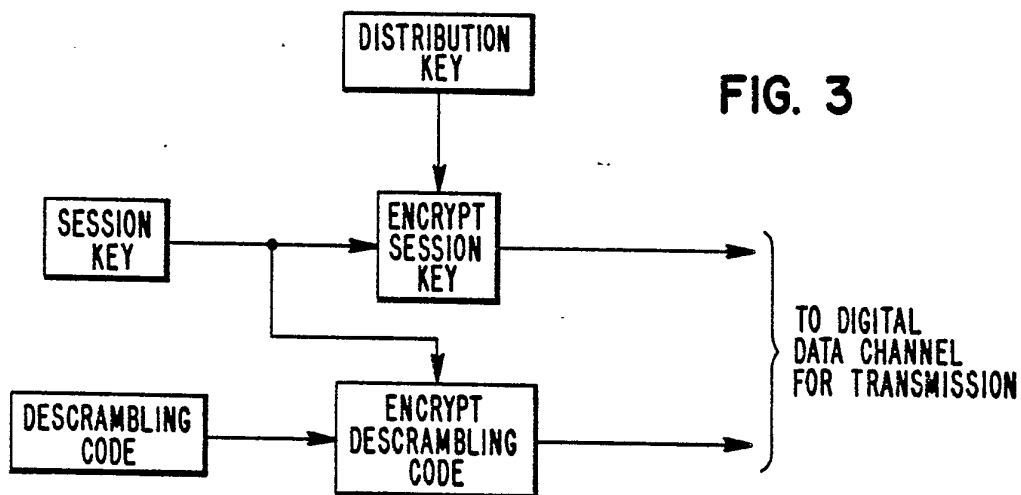 DISTRIBUTION
KEY
FIG. 3
SESSION
KEY
ENCRYPT
SESSION
KEY
TO DIGITAL
DATA CHANNEL
FOR TRANSMISSION
DESCRAMBLING
CODE
ENCRYPT
DESCRAMBLING
CODE